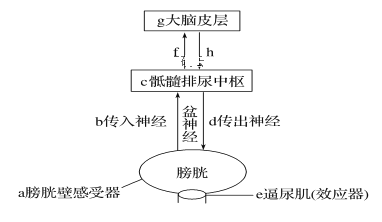 g大脑皮层
f h
c骶髓排尿中枢
b传入神经 盆神经 d传出神经
膀胱
a膀胱壁感受器
e逼尿肌(效应器)